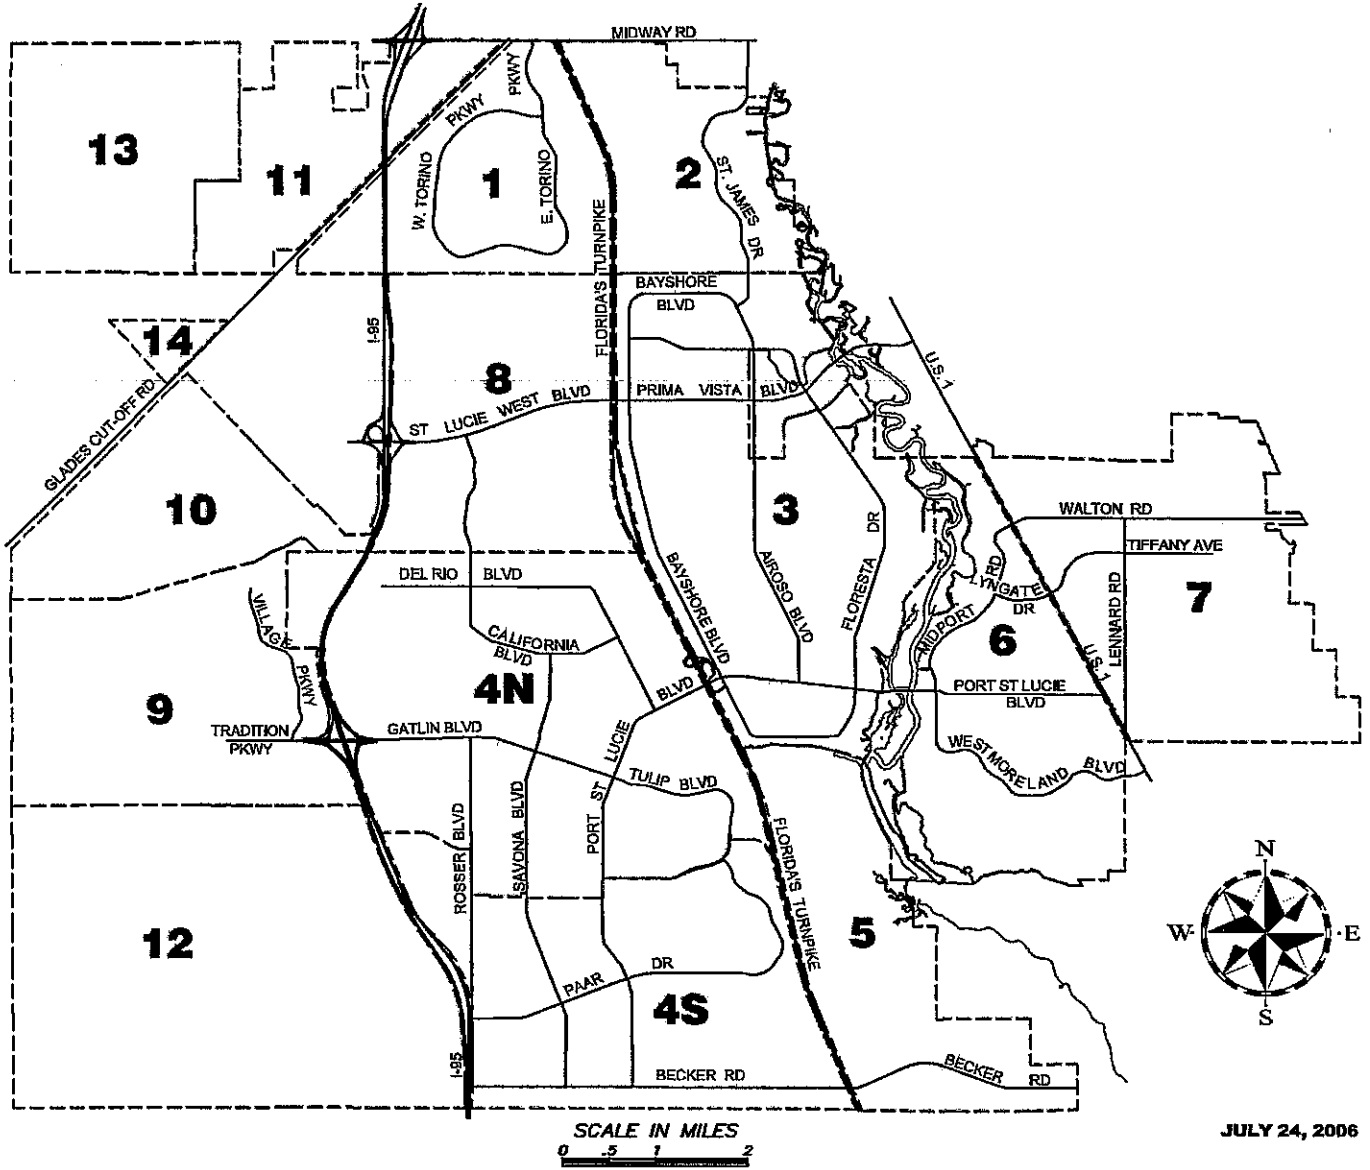 MIDWAY RD
PKWY
PKWY
13
11
1
2
W. TORINO
E. TORINO
ST. JAMES DR
FLORIDA'S TURNPIKE
BAYSHORE
BLVD
14
I-95
8
U.S.1
ST LUCIE WEST BLVD
PRIMA VISTA BLVD
GLADES CUT-OFF RD
10
3
WALTON RD
TIFFANY AVE
DEL RIO BLVD
BAYSHORE BLVD
AIROSO BLVD
FLORESTA DR
LYNGATE DR
RD
MIDPORT
LENNARD RD
7
VILLAGE
PKWY
CALIFORNIA
BLVD
6
U.S.1
9
4N
BLVD
PORT ST LUCIE
BLVD
TRADITION
PKWY
GATLIN BLVD
WESTMORELAND BLVD
TULIP BLVD
PORT ST LUCIE
ROSSER BLVD
SAVONA BLVD
FLORIDA'S TURNPIKE
N
12
5
W
E
PAAR DR
4S
S
I-95
BECKER RD
BECKER RD
SCALE IN MILES
0 .5 1 2
JULY 24, 2006